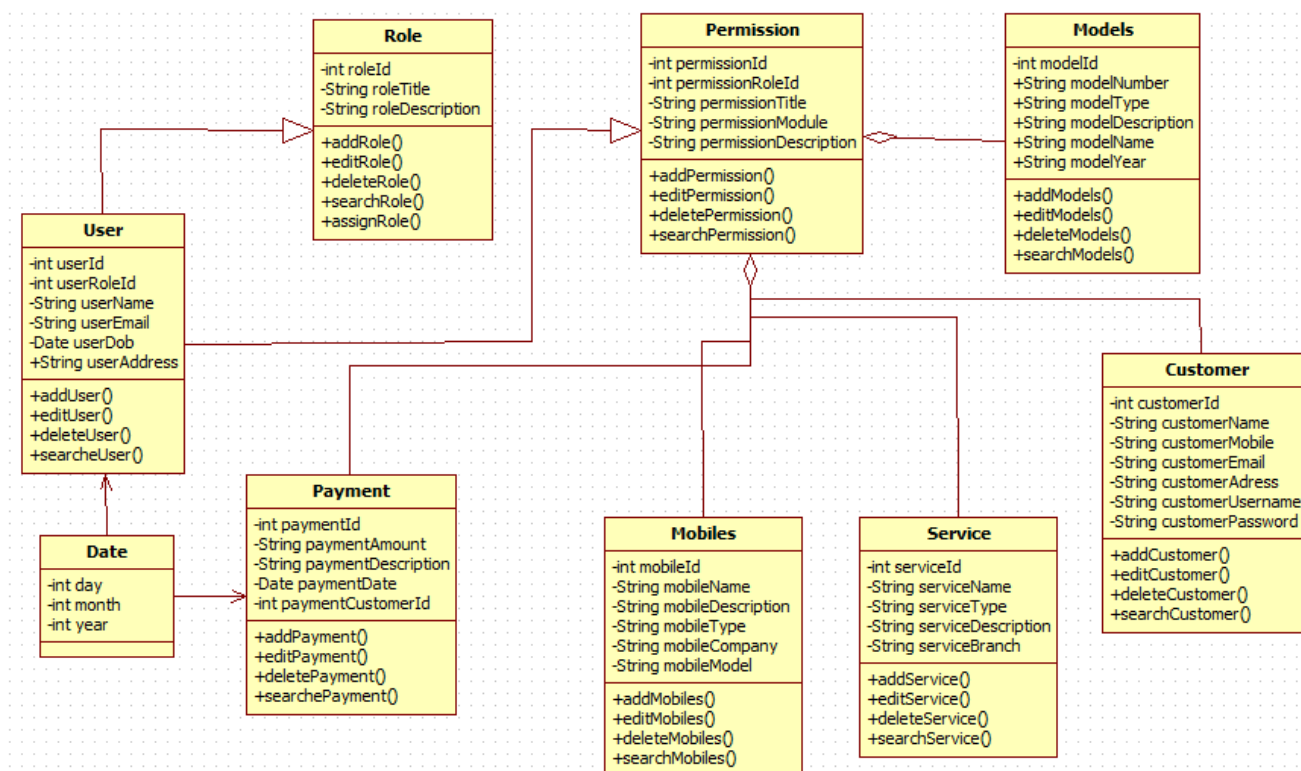 Role
-int roleId
-String roleTitle
-String roleDescription
+addRole()
+editRole()
+deleteRole()
+searchRole()
+assignRole()
Permission
-int permissionId
-int permissionRoleId
-String permissionTitle
-String permissionModule
-String permissionDescription
+addPermission()
+editPermission()
+deletePermission()
+searchPermission()
Models
-int modelId
+String modelNumber
+String modelType
+String modelDescription
+String modelName
+String modelYear
+addModels()
+editModels()
+deleteModels()
+searchModels()
User
-int userId
-int userRoleId
-String userName
-String userEmail
-Date userDob
+String userAddress
+addUser()
+editUser()
+deleteUser()
+searcheUser()
Customer
-int customerId
-String customerName
-String customerMobile
-String customerEmail
-String customerAdress
-String customerUsername
-String customerPassword
+addCustomer()
+editCustomer()
+deleteCustomer()
+searchCustomer()
Date
-int day
-int month
-int year
Payment
-int paymentId
-String paymentAmount
-String paymentDescription
-Date paymentDate
-int paymentCustomerId
+addPayment()
+editPayment()
+deletePayment()
+searchePayment()
Mobiles
-int mobileId
-String mobileName
-String mobileDescription
-String mobileType
-String mobileCompany
-String mobileModel
+addMobiles()
+editMobiles()
+deleteMobiles()
+searchMobiles()
Service
-int serviceId
-String serviceName
-String serviceType
-String serviceDescription
-String serviceBranch
+addService()
+editService()
+deleteService()
+searchService()